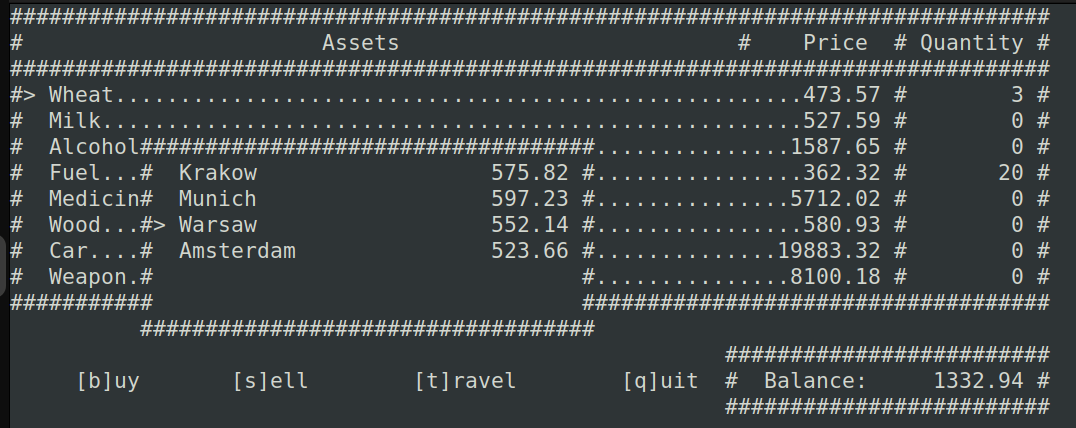 ################################################################################
#                       Assets                          #    Price  # Quantity #
################################################################################
#> Wheat.....................................................473.57 #        3 #
#  Milk......................................................527.59 #        0 #
#  Alcohol###################################...............1587.65 #        0 #
#  Fuel...#  Krakow                  575.82 #................362.32 #       20 #
#  Medicin#  Munich                  597.23 #...............5712.02 #        0 #
#  Wood...#> Warsaw                  552.14 #................580.93 #        0 #
#  Car....#  Amsterdam               523.66 #..............19883.32 #        0 #
#  Weapon.#                                 #...............8100.18 #        0 #
###########                                 ####################################
          ###################################
                                                       #########################
     [b]uy       [s]ell        [t]ravel        [q]uit  #  Balance:     1332.94 #
                                                       #########################